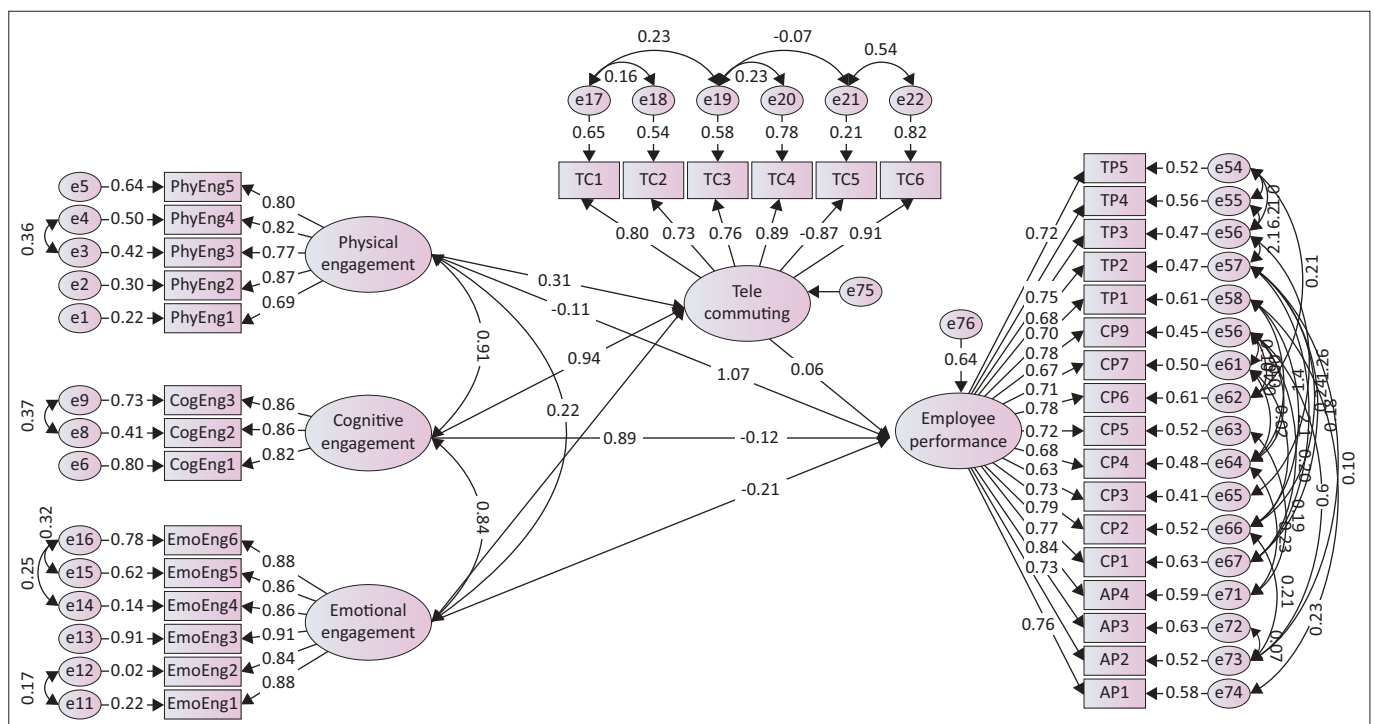 0.23
-0.07
0.54
0.16
0.23
e17
e18
e19
e20
e21
e22
0.65
0.54
0.58
0.78
0.21
0.82
TC1
TC2
TC3
TC4
TC5
TC6
0.80
0.73
0.76
0.89
-0.87
0.91
Tele
commuting
e75
e5
0.64
PhyEng5
0.80
e4
0.50
PhyEng4
0.82
0.36
e3
0.42
PhyEng3
0.77
e2
0.30
PhyEng2
0.87
e1
0.22
PhyEng1
0.69
Physical
engagement
0.31
-0.11
0.91
0.94
1.07
0.06
0.22
e9
0.73
CogEng3
0.86
0.37
e8
0.41
CogEng2
0.86
e6
0.80
CogEng1
0.82
Cognitive
engagement
0.89
-0.12
0.84
-0.21
0.32
e16
0.78
EmoEng6
0.88
e15
0.62
EmoEng5
0.86
0.25
e14
0.14
EmoEng4
0.86
e13
0.91
EmoEng3
0.91
e12
0.02
EmoEng2
0.84
0.17
e11
0.22
EmoEng1
0.88
Emotional
engagement
e76
0.64
Employee
performance
0.72
0.75
0.68
0.70
0.78
0.67
0.71
0.78
0.72
0.68
0.63
0.73
0.79
0.77
0.84
0.73
0.76
TP5
0.52
e54
TP4
0.56
e55
TP3
0.47
e56
TP2
0.47
e57
TP1
0.61
e58
CP9
0.45
e56
CP7
0.50
e61
CP6
0.61
e62
CP5
0.52
e63
CP4
0.48
e64
CP3
0.41
e65
CP2
0.52
e66
CP1
0.63
e67
AP4
0.59
e71
AP3
0.63
e72
AP2
0.52
e73
AP1
0.58
e74
0.21
0.02
0.20
0.19
0.23
0.21
0.07
0.10
0.23